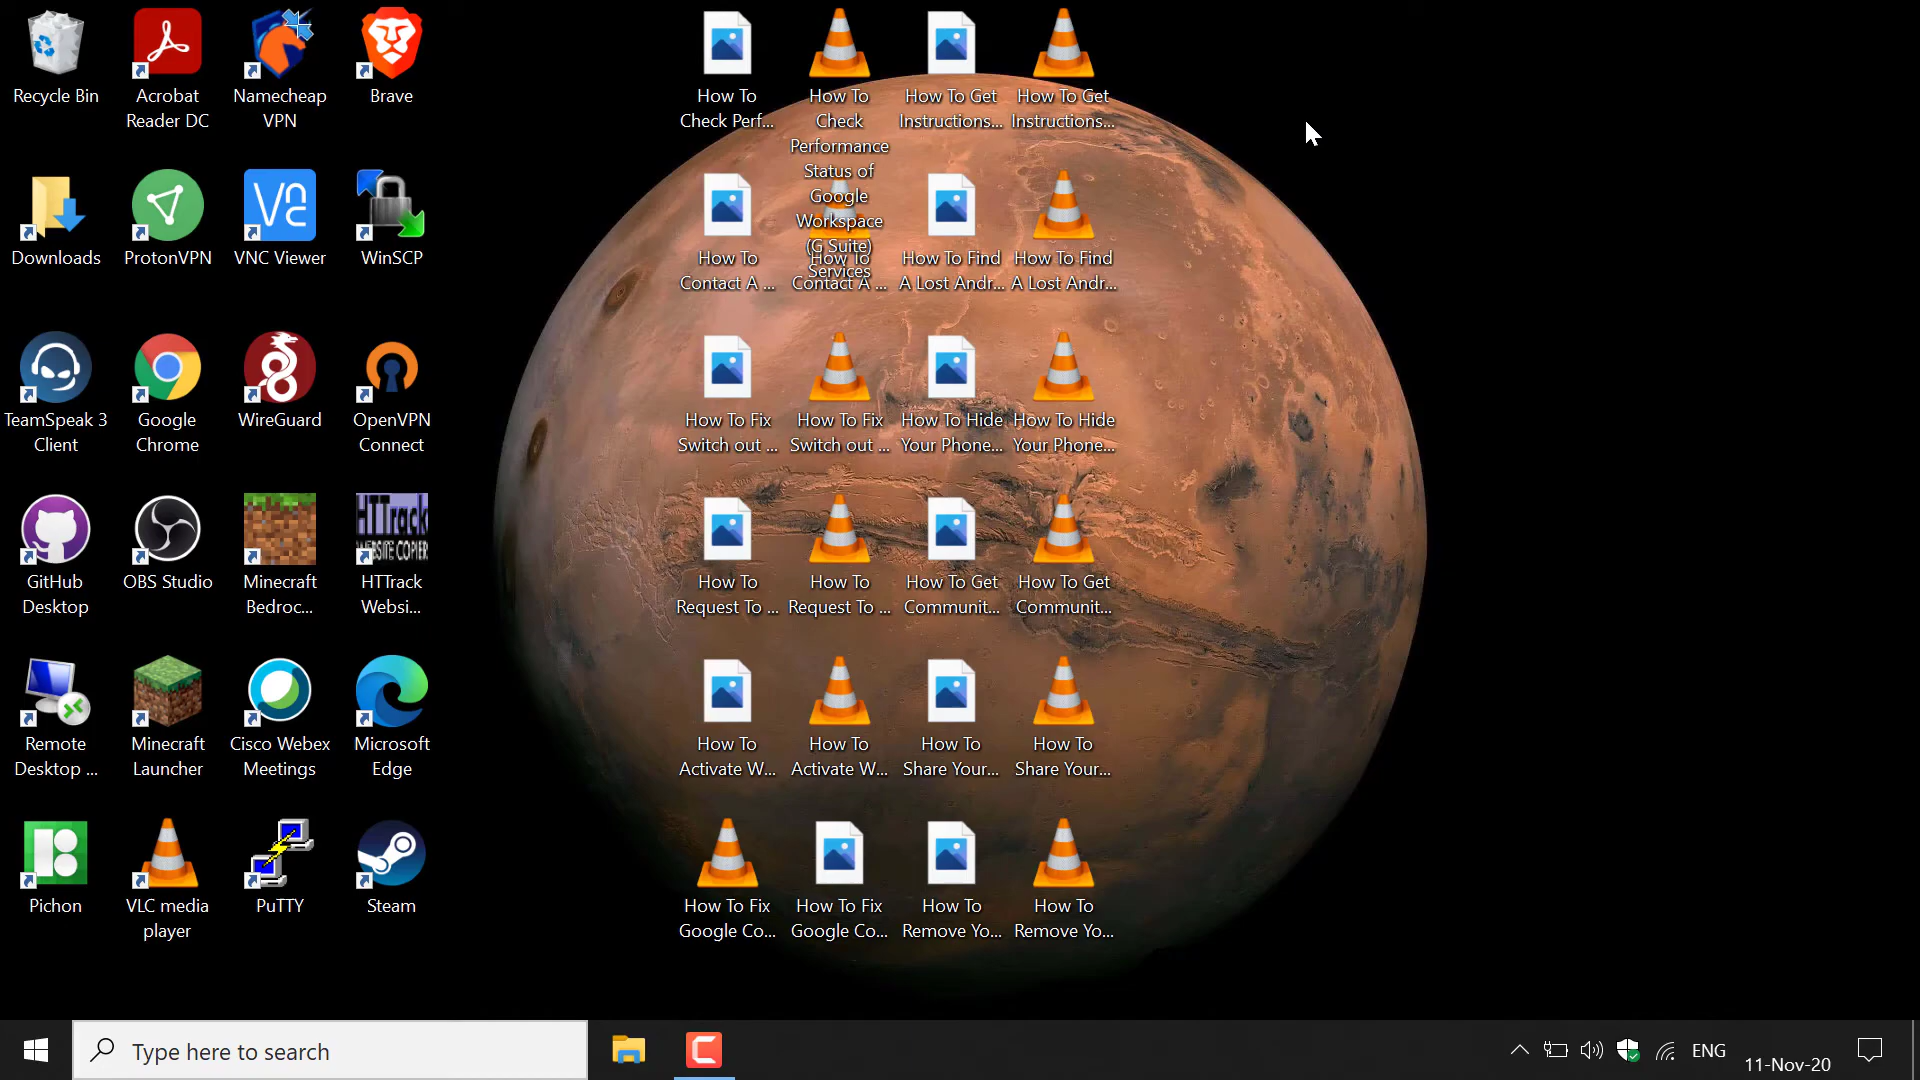 Recycle Bin
Acrobat
Reader DC
Namecheap
VPN
Brave
How To
Check Perf...
How To
Check
Performance
Status of
Google
Workspace
(G Suite)
Services
How To Get
Instructions...
How To Get
Instructions...
Downloads
ProtonVPN
VNC Viewer
WinSCP
How To
Contact A ...
How To
Contact A ...
How To Find
A Lost Andr...
How To Find
A Lost Andr...
TeamSpeak 3
Client
Google
Chrome
WireGuard
OpenVPN
Connect
How To Fix
Switch out ...
How To Fix
Switch out ...
How To Hide
Your Phone...
How To Hide
Your Phone...
GitHub
Desktop
OBS Studio
Minecraft
Bedroc...
HTTrack
WEBSITE COPIER
HTTrack
Websi...
How To
Request To ...
How To
Request To ...
How To Get
Communit...
How To Get
Communit...
Remote
Desktop ...
Minecraft
Launcher
Cisco Webex
Meetings
Microsoft
Edge
How To
Activate W...
How To
Activate W...
How To
Share Your...
How To
Share Your...
Pichon
VLC media
player
PuTTY
Steam
How To Fix
Google Co...
How To Fix
Google Co...
How To
Remove Yo...
How To
Remove Yo...
Type here to search
ENG
11-Nov-20